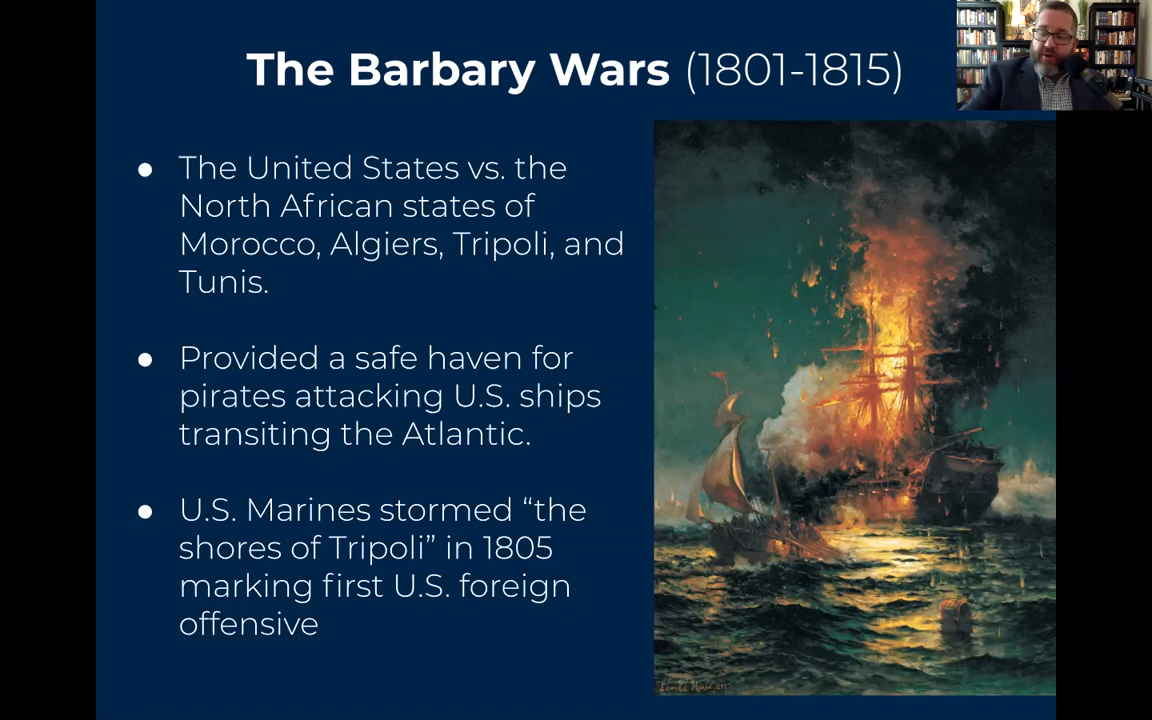 The Barbary Wars (1801-1815)
● The United States vs. the
North African states of
Morocco, Algiers, Tripoli, and
Tunis.
● Provided a safe haven for
pirates attacking U.S. ships
transiting the Atlantic.
● U.S. Marines stormed “the
shores of Tripoli” in 1805
marking first U.S. foreign
offensive